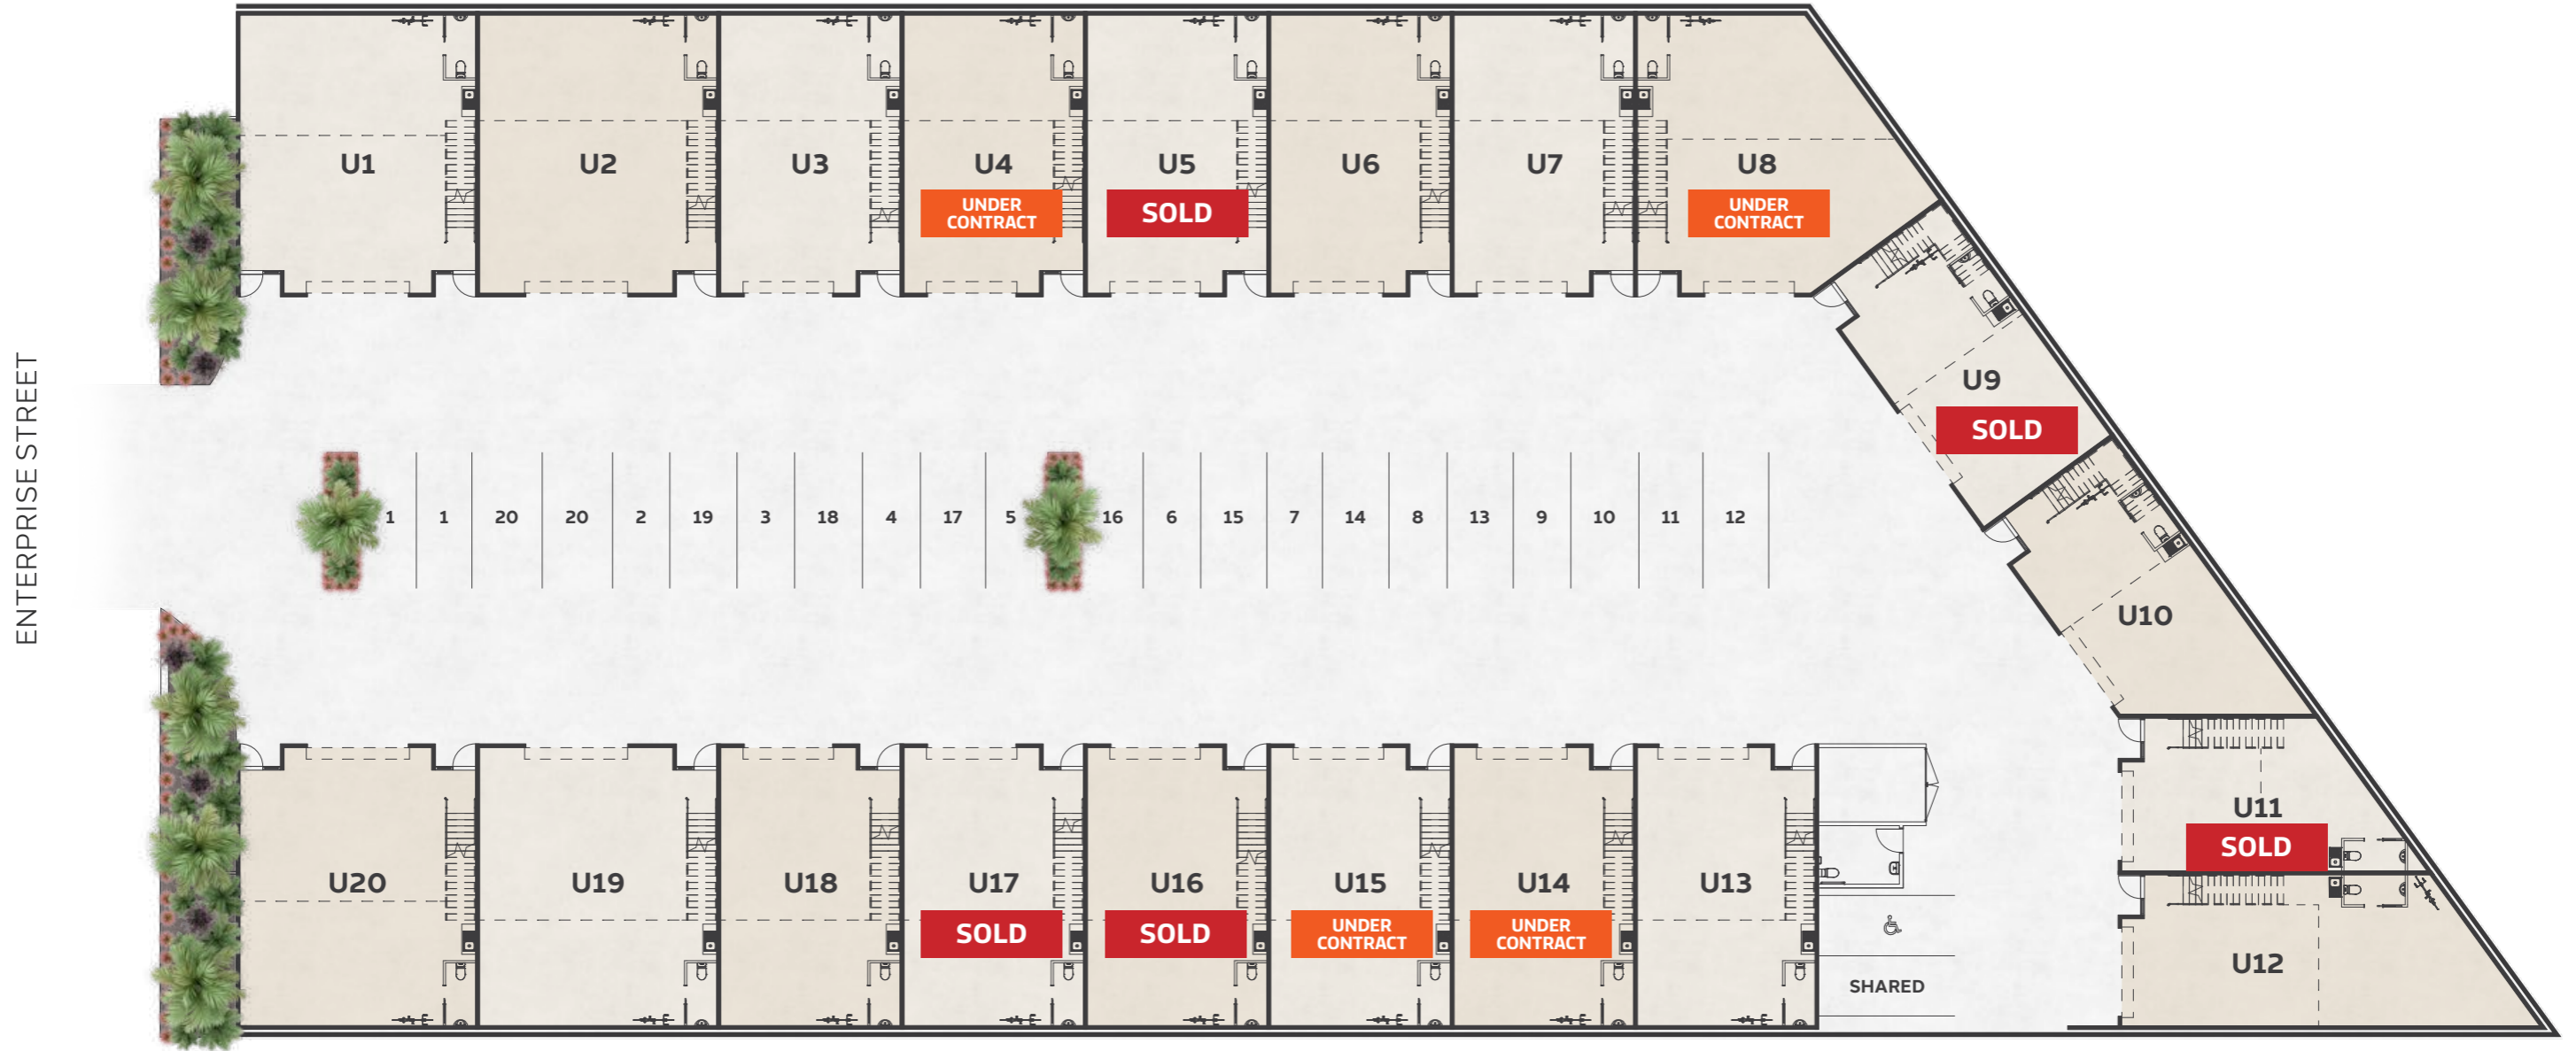 U1
U2
U3
U4
UNDER
CONTRACT
U5
SOLD
U6
U7
U8
UNDER
CONTRACT
U9
SOLD
ENTERPRISE STREET
1 1 20 20 2 19 3 18 4 17 5 16 6 15 7 14 8 13 9 10 11 12
U10
U11
SOLD
U20
U19
U18
U17
SOLD
U16
SOLD
U15
UNDER
CONTRACT
U14
UNDER
CONTRACT
U13
SHARED
U12